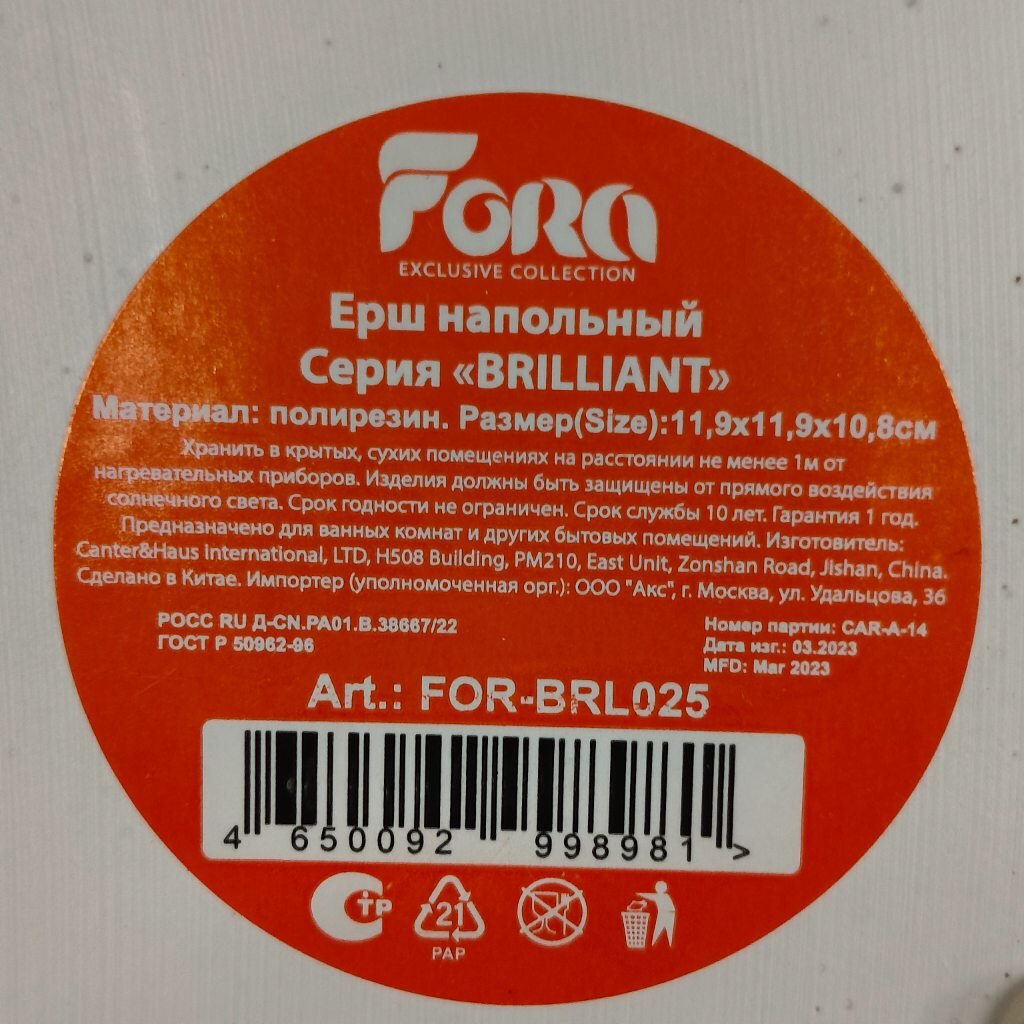 FORA
EXCLUSIVE COLLECTION
Ерш напольный
Серия «BRILLIANT»
Материал: полирезин. Размер(Size):11,9х11,9х10,8см
Хранить в крытых, сухих помещениях на расстоянии не менее 1м от
нагревательных приборов. Изделия должны быть защищены от прямого воздействия
солнечного света. Срок годности не ограничен. Срок службы 10 лет. Гарантия 1 год.
Предназначено для ванных комнат и других бытовых помещений. Изготовитель:
Canter&Haus International, LTD, H508 Building, PM210, East Unit, Zonshan Road, Jishan, China.
Сделано в Китае. Импортер (уполномоченная орг.): ООО "Акс", г. Москва, ул. Удальцова, 36
РОСС RU Д-CN.РА01.В.38667/22
ГОСТ Р 50962-96
Номер партии: CAR-A-14
Дата изг.: 03.2023
MFD: Mar 2023
Art.: FOR-BRL025
4 650092 998981 >
СТР
21
PAP